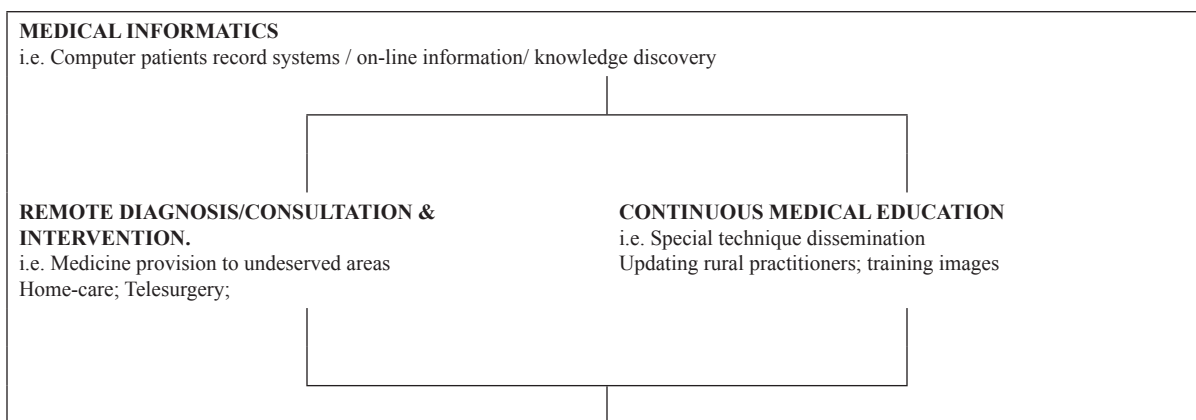 MEDICAL INFORMATICS
i.e. Computer patients record systems / on-line information/ knowledge discovery
REMOTE DIAGNOSIS/CONSULTATION &
INTERVENTION.
i.e. Medicine provision to undeserved areas
Home-care; Telesurgery;
CONTINUOUS MEDICAL EDUCATION
i.e. Special technique dissemination
Updating rural practitioners; training images